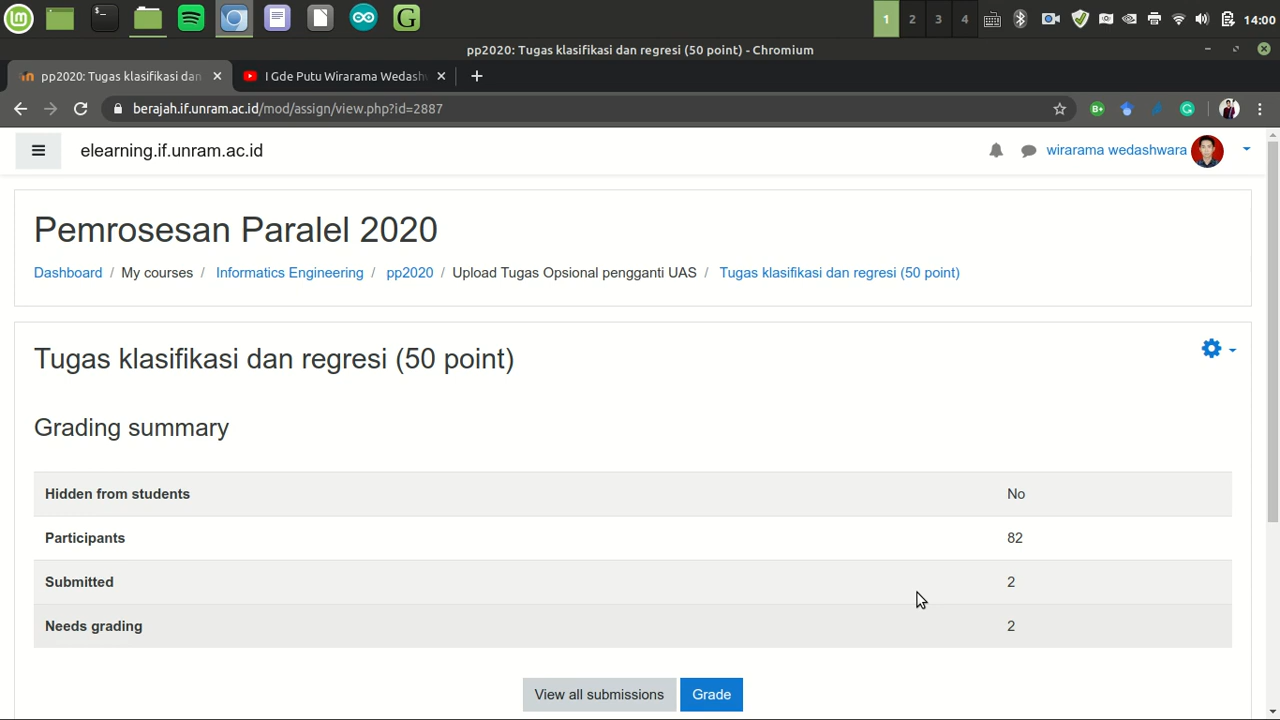 1 2 3 4 14:00
pp2020: Tugas klasifikasi dan regresi (50 point) - Chromium
pp2020: Tugas klasifikasi dan
I Gde Putu Wirarama Wedash
berajah.if.unram.ac.id/mod/assign/view.php?id=2887
elearning.if.unram.ac.id
wirarama wedashwara
Pemrosesan Paralel 2020
Dashboard / My courses / Informatics Engineering / pp2020 / Upload Tugas Opsional pengganti UAS / Tugas klasifikasi dan regresi (50 point)
Tugas klasifikasi dan regresi (50 point)
Grading summary
Hidden from students No
Participants 82
Submitted 2
Needs grading 2
View all submissions Grade